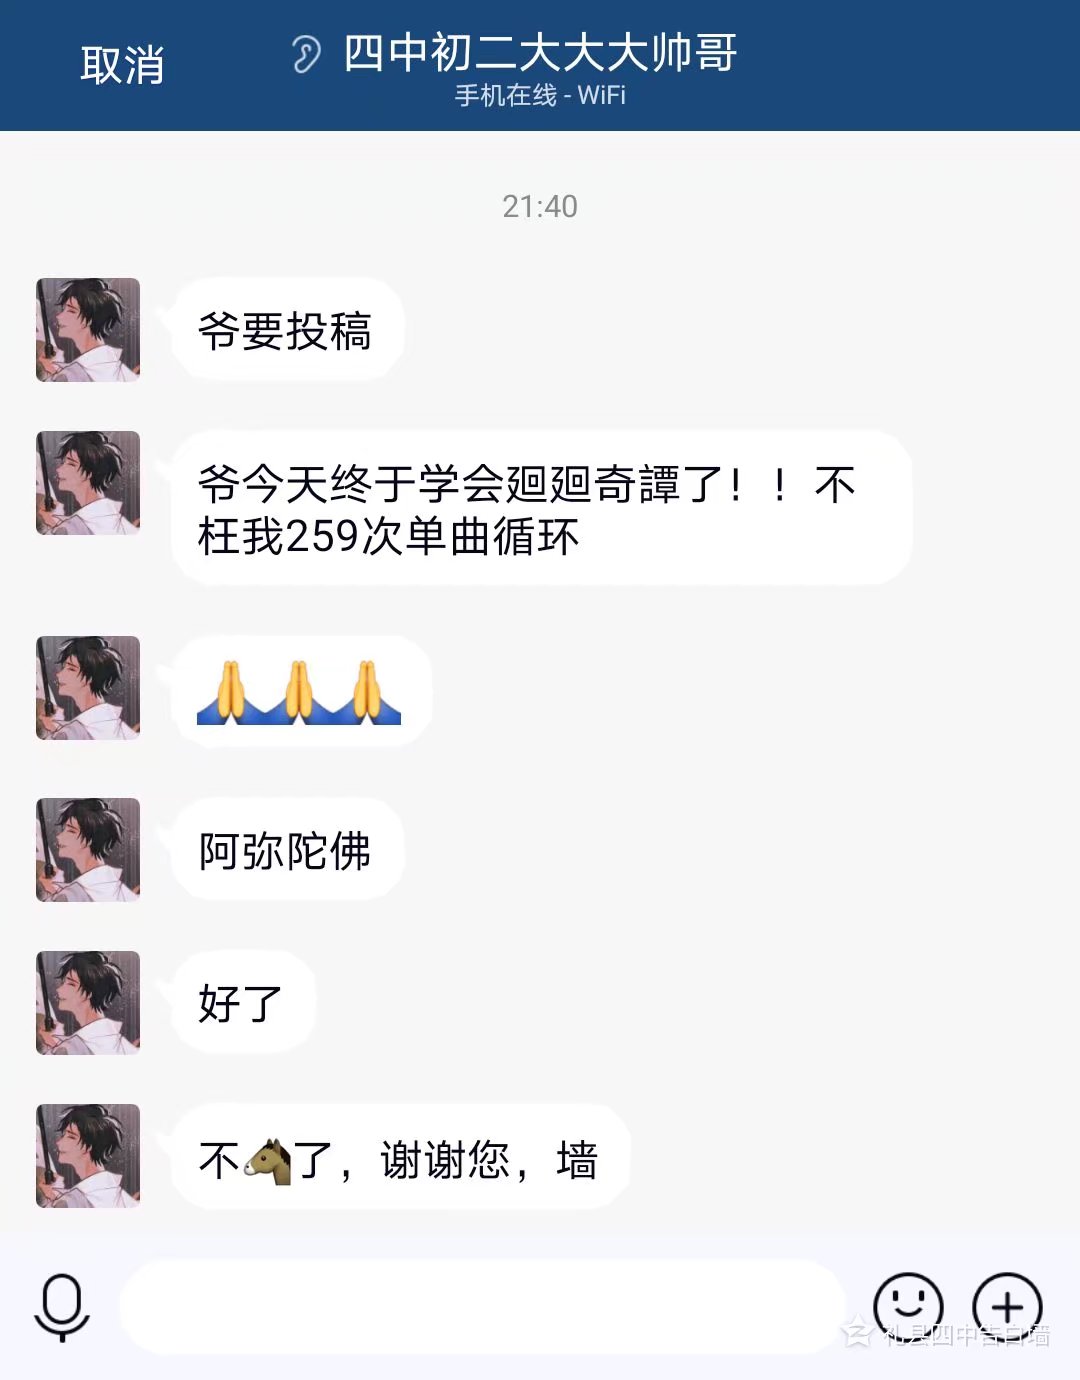 取消
四中初二大大大帅哥
手机在线 - WiFi
21:40
爷要投稿
爷今天终于学会廻廻奇譚了！！不
枉我259次单曲循环
🙏🙏🙏
阿弥陀佛
好了
不🐴了，谢谢您，墙
礼县四中告白墙